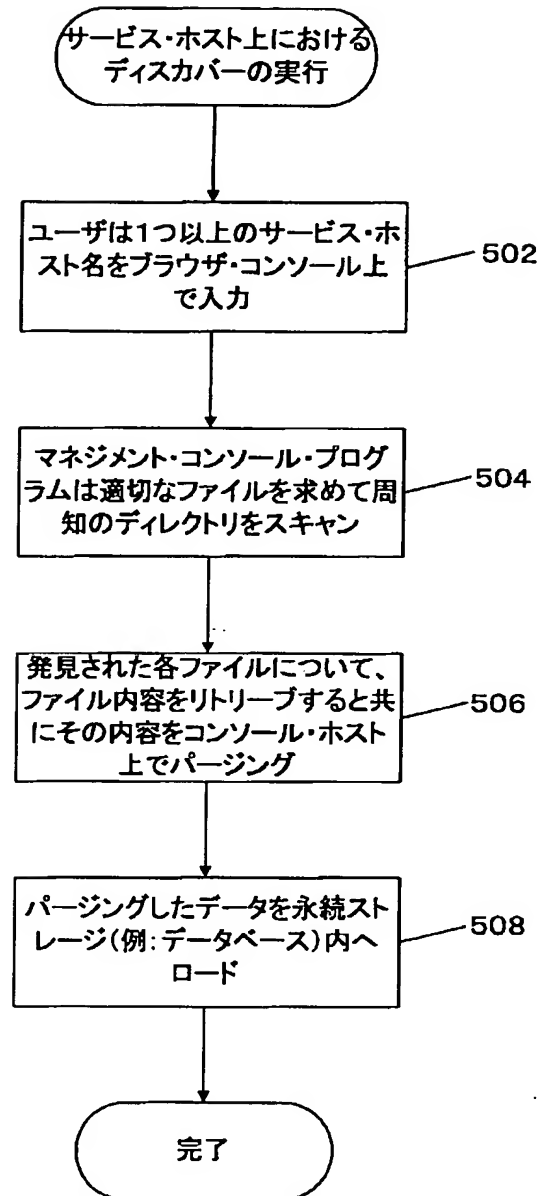 サービス・ホスト上における
ディスカバーの実行
ユーザは1つ以上のサービス・ホ
スト名をブラウザ・コンソール上
で入力
502
マネジメント・コンソール・プログ
ラムは適切なファイルを求めて周
知のディレクトリをスキャン
504
発見された各ファイルについて、
ファイル内容をリトリーブすると共
にその内容をコンソール・ホスト
上でパージング
506
パージングしたデータを永続スト
レージ(例:データベース)内へ
ロード
508
完了